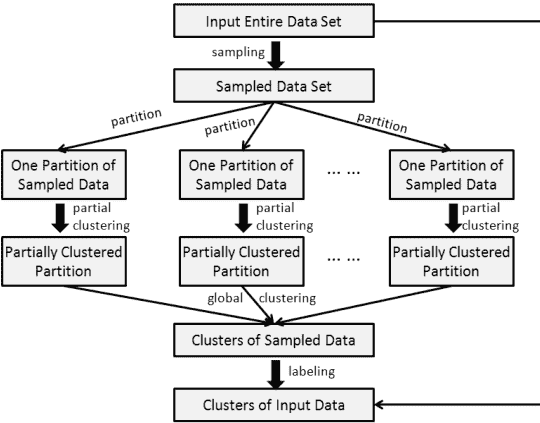 Input Entire Data Set
sampling
Sampled Data Set
partition
partition
partition
One Partition of
Sampled Data
One Partition of
Sampled Data
... ...
One Partition of
Sampled Data
partial
clustering
partial
clustering
partial
clustering
Partially Clustered
Partition
Partially Clustered
Partition
... ...
Partially Clustered
Partition
global clustering
Clusters of Sampled Data
labeling
Clusters of Input Data